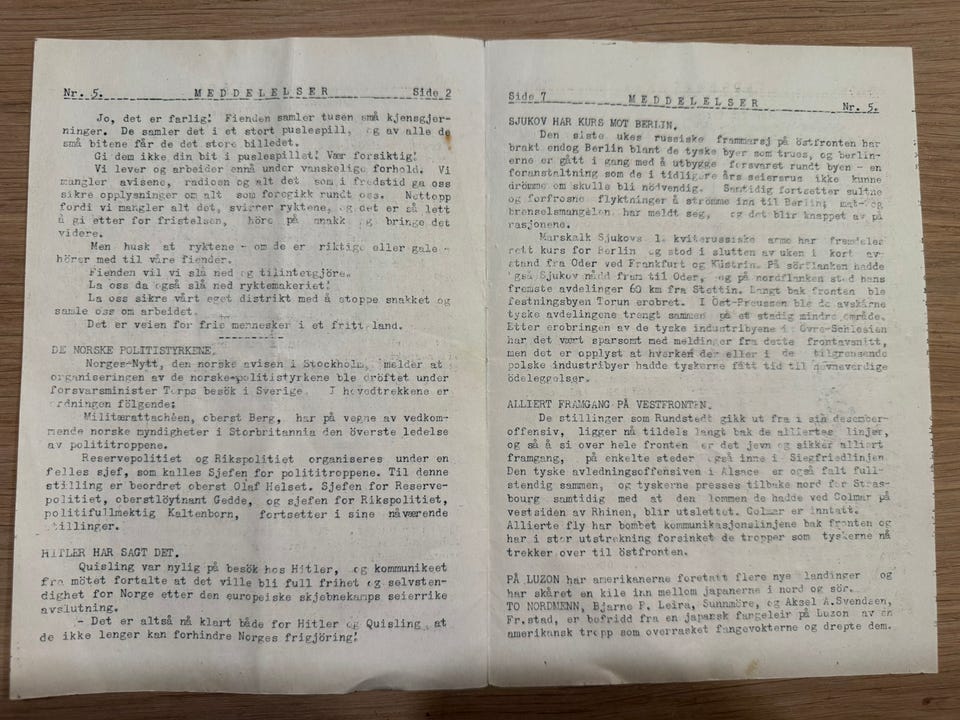 Nr. 5. MEDDELELSER Side 2
Jo, det er farlig! Fienden samler tusen små kjensgjer-
ninger. De samler det i et stort puslespill, og av alle de
små bitene får de det store billedet.
Gi dem ikke din bit i puslespillet! Vær forsiktig!
Vi lever og arbeider ennå under vanskelige forhold. Vi
mangler avisene, radioen og alt det som i fredstid ga oss
sikre opplysninger om alt som foregikk rundt oss. Nettopp
fordi vi mangler alt det, svirrer ryktene, og det er så lett
å gi etter for fristelsen, höre på snakk og bringe det
videre.
Men husk at ryktene - om de er riktige eller gale -
hörer med til våre fiender.
Fienden vil vi slå ned og tilintetgjöre.
La oss da også slå ned ryktemakeriet!
La oss sikre vårt eget distrikt med å stoppe snakket og
samle oss om arbeidet.
Det er veien for frie mennesker i et fritt land.
----------
DE NORSKE POLITISTYRKENE.
Norges-Nytt, den norske avisen i Stockholm, melder at
organiseringen av de norske politistyrkene ble dröftet under
forsvarsminister Torps besök i Sverige. I hovedtrekkene er
ordningen fölgende:
Militærattachéen, oberst Berg, har på vegne av vedkom-
mende norske myndigheter i Storbritannia den överste ledelse
av polititroppene.
Reservepolitiet og Rikspolitiet organiseres under en
felles sjef, som kalles Sjefen for polititroppene. Til denne
stilling er beordret oberst Olaf Helset. Sjefen for Reserve-
politiet, oberstlöytnant Gedde, og sjefen for Rikspolitiet,
politifullmektig Kaltenborn, fortsetter i sine nåværende
stillinger.
HITLER HAR SAGT DET.
Quisling var nylig på besök hos Hitler, og kommunikeet
fra mötet fortalte at det ville bli full frihet og selvsten-
dighet for Norge etter den europeiske skjebnekamps seierrike
avslutning.
- Det er altså nå klart både for Hitler og Quisling at
de ikke lenger kan forhindre Norges frigjöring!
Side 7 MEDDELELSER Nr. 5.
SJUKOV HAR KURS MOT BERLIN.
Den siste ukes russiske frammarsj på östfronten har
brakt endog Berlin blant de tyske byer som trues, og berlin-
erne er gått i gang med å utbygge forsvaret rundt byen - en
foranstaltning som de i tidligere års seiersrus ikke kunne
drömme om skulle bli nödvendig. Samtidig fortsetter sultne
og forfrosne flyktninger å strömme inn til Berlin; mat- og
brenselsmangelen har meldt seg, og det blir knappet av på
rasjonene.
Marskalk Sjukovs 1. kviterussiske arme har fremdeles
rett kurs for Berlin og stod i slutten av uken i kort av-
stand fra Oder ved Frankfurt og Küstrin. På sörflanken hadde
også Sjukov nådd frem til Oder, og på nordflanken stod hans
fremste avdelinger 60 km fra Stettin. Langt bak fronten ble
festningsbyen Torun erobret. I Öst-Preussen ble de avskårne
tyske avdelingene trengt sammen på et stadig mindre område.
Etter erobringen av de tyske industribyene i Övre-Schlesien
har det vært sparsomt med meldinger fra dette frontavsnitt,
men det er opplyst at hverken der eller i de tilgrensende
polske industribyer hadde tyskerne fått tid til nevneverdige
ödeleggelser.
ALLIERT FRAMGANG PÅ VESTFRONTEN.
De stillinger som Rundstedt gikk ut fra i sin desember-
offensiv, ligger nå tildels langt bak de alliertes linjer,
og så å si over hele fronten er det jevn og sikker alliert
framgang, på enkelte steder også inne i Siegfriedlinjen.
Den tyske avledningsoffensiven i Alsace er også falt full-
stendig sammen, og tyskerne presses tilbake nord for Stras-
bourg samtidig med at den lommen de hadde ved Colmar på
vestsiden av Rhinen, blir utslettet. Colmar er inntatt.
Allierte fly har bombet kommunikasjonslinjene bak fronten og
har i stor utstrekning forsinket de tropper som tyskerne nå
trekker over til östfronten.
PÅ LUZON har amerikanerne foretatt flere nye landinger og
har skåret en kile inn mellom japanerne i nord og sör.
TO NORDMENN, Bjarne P. Leira, Sunnmöre, og Aksel A.Svendsen,
Fr.stad, er befridd fra en japansk fangeleir på Luzon av en
amerikansk tropp som overrasket fangevokterne og drepte dem.